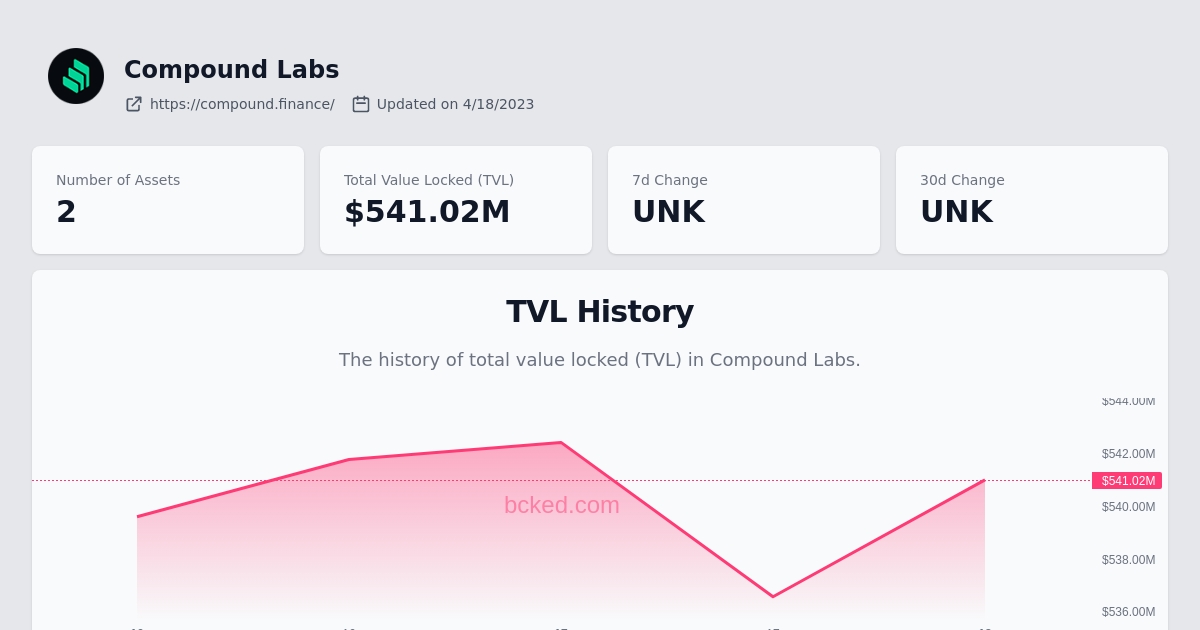 Compound Labs
https://compound.finance/ Updated on 4/18/2023
Number of Assets
2
Total Value Locked (TVL)
$541.02M
7d Change
UNK
30d Change
UNK
TVL History
The history of total value locked (TVL) in Compound Labs.
$544.00M
$542.00M
$541.02M
bcked.com
$540.00M
$538.00M
$536.00M